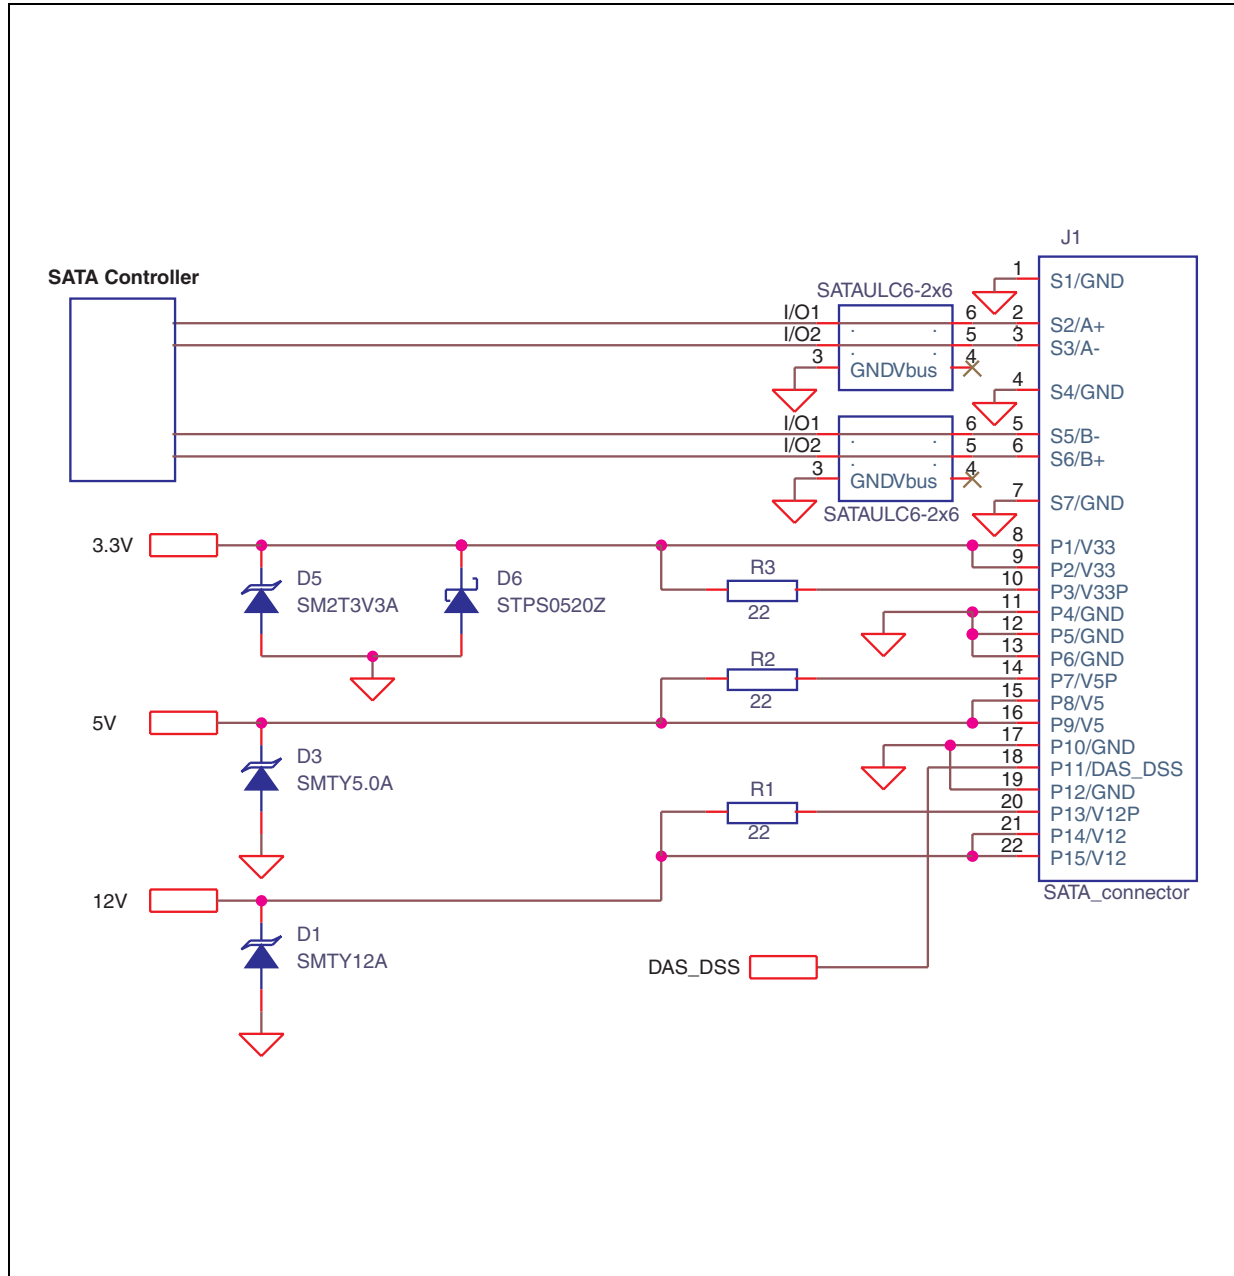 J1
SATA Controller
1 S1/GND
SATAULC6-2x6
I/O1 6 2 S2/A+
I/O2 5 3 S3/A-
3 GNDVbus 4
4 S4/GND
I/O1 6 5 S5/B-
I/O2 5 6 S6/B+
3 GNDVbus 4
7 S7/GND
SATAULC6-2x6
3.3V 8 P1/V33
9 P2/V33
D5 D6 R3 10 P3/V33P
SM2T3V3A STPS0520Z 22 11 P4/GND
12 P5/GND
13 P6/GND
R2 14 P7/V5P
22 15 P8/V5
5V 16 P9/V5
17 P10/GND
D3 18 P11/DAS_DSS
SMTY5.0A 19 P12/GND
R1 20 P13/V12P
22 21 P14/V12
22 P15/V12
SATA_connector
12V
D1
SMTY12A
DAS_DSS